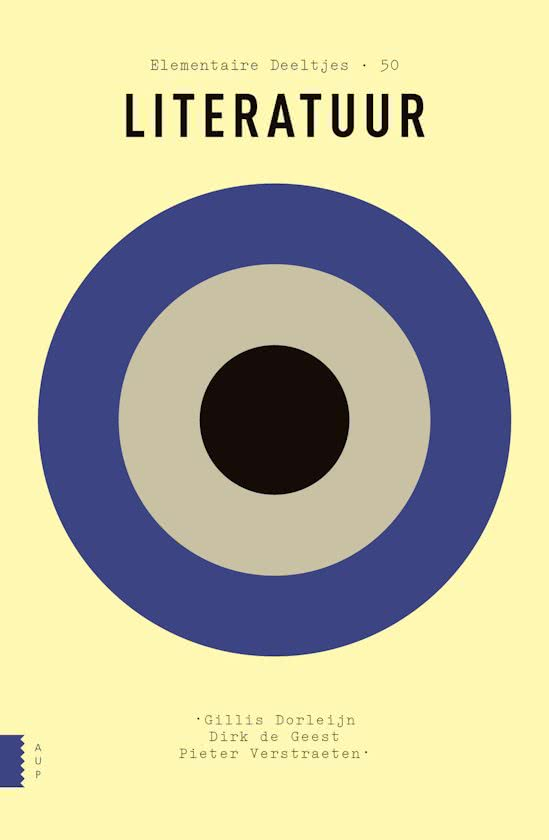 Elementaire Deeltjes · 50
LITERATUUR
·Gillis Dorleijn
Dirk de Geest
Pieter Verstraeten·
A
U
P